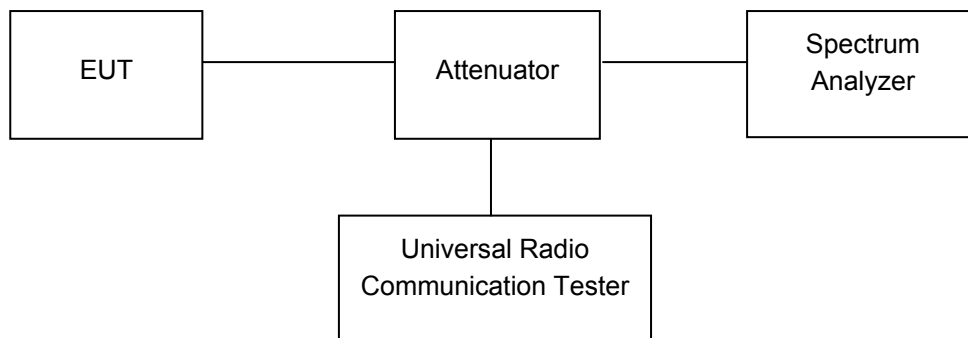 EUT
Attenuator
Spectrum
Analyzer
Universal Radio
Communication Tester